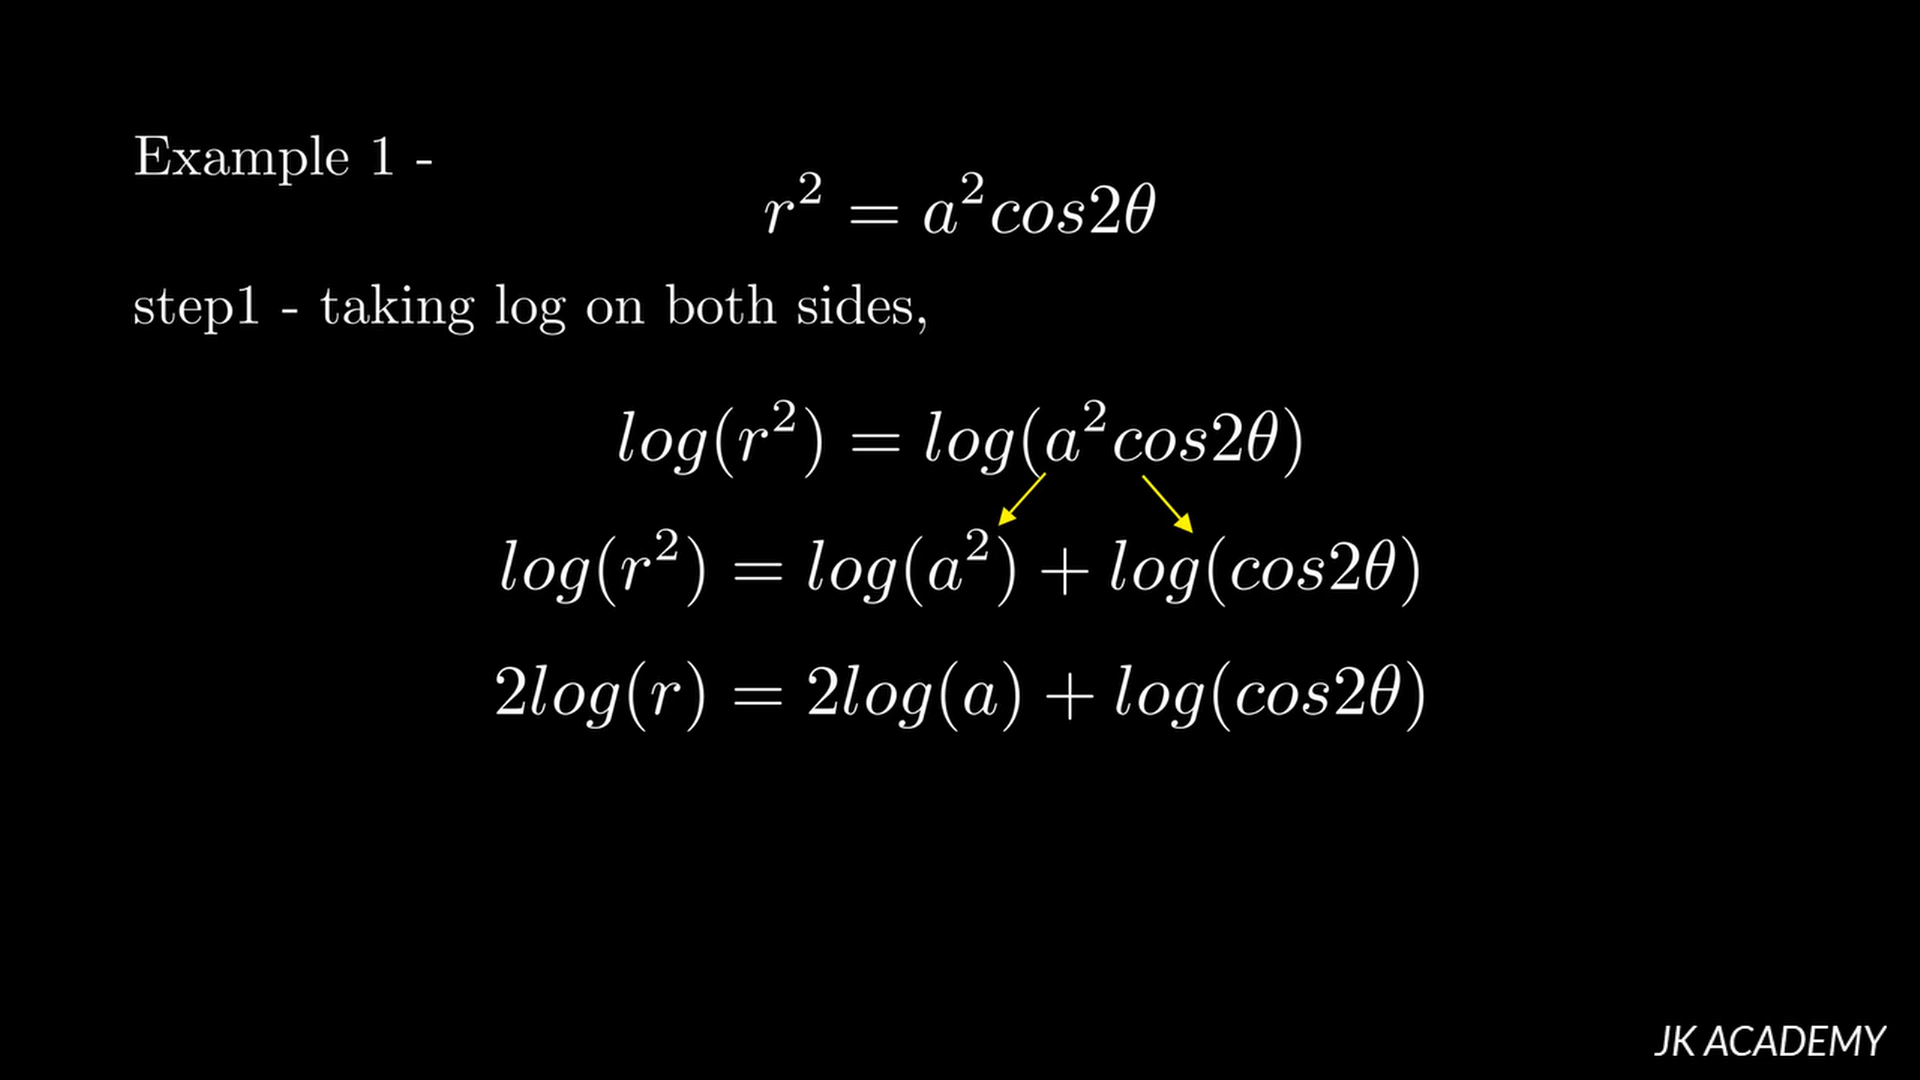 Example 1 -
r² = a²cos2θ
step1 - taking log on both sides,
log(r²) = log(a²cos2θ)
log(r²) = log(a²) + log(cos2θ)
2log(r) = 2log(a) + log(cos2θ)
JK ACADEMY